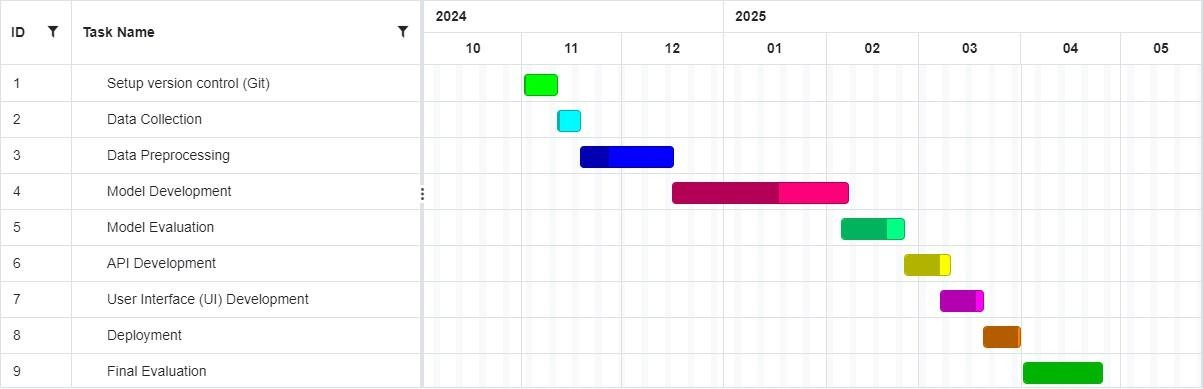 2024 2025
ID Task Name
10 11 12 01 02 03 04 05
1 Setup version control (Git)
2 Data Collection
3 Data Preprocessing
4 Model Development
5 Model Evaluation
6 API Development
7 User Interface (UI) Development
8 Deployment
9 Final Evaluation